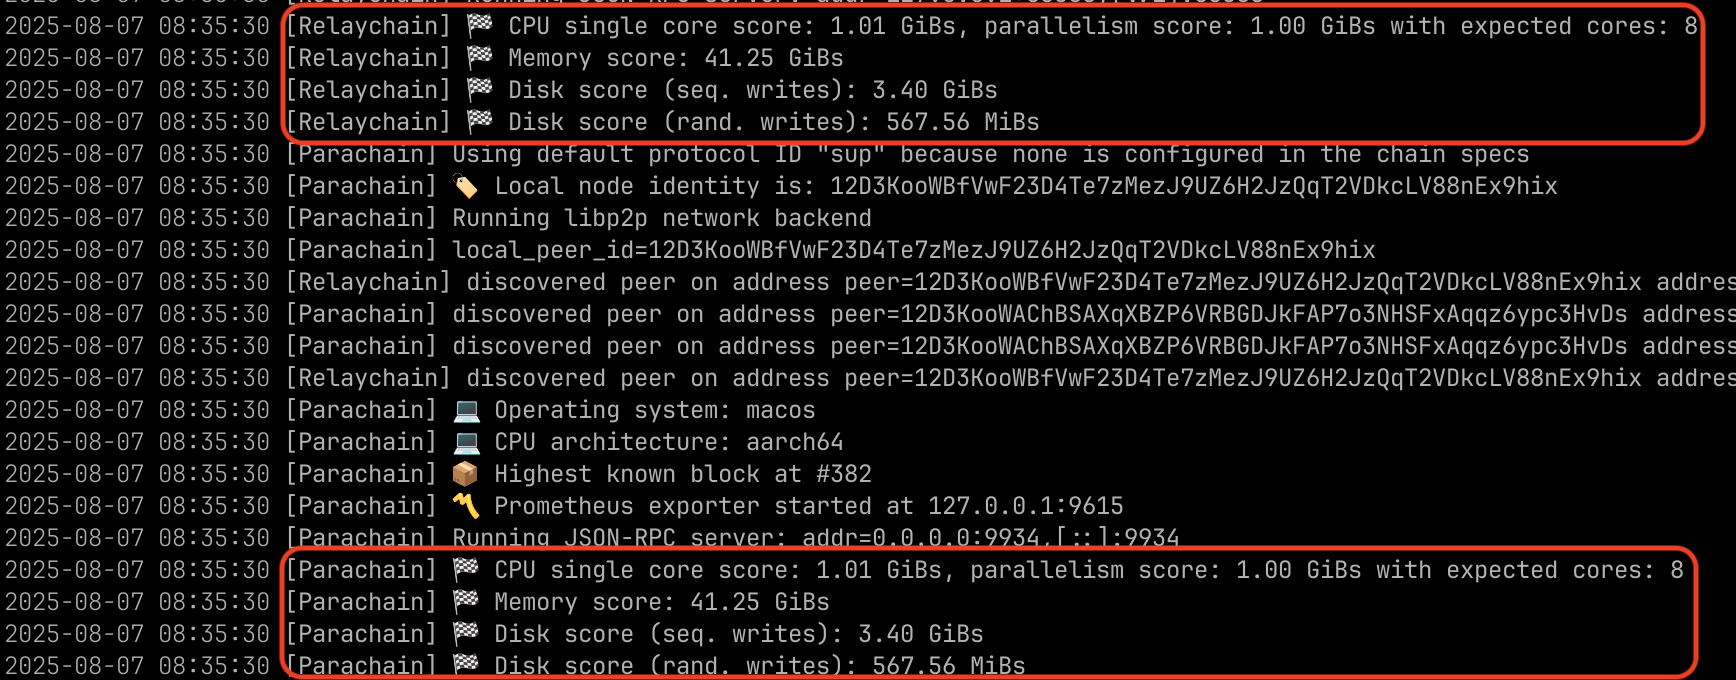 2025-08-07 08:35:30 [Relaychain] 🏁 CPU single core score: 1.01 GiBs, parallelism score: 1.00 GiBs with expected cores: 8
2025-08-07 08:35:30 [Relaychain] 🏁 Memory score: 41.25 GiBs
2025-08-07 08:35:30 [Relaychain] 🏁 Disk score (seq. writes): 3.40 GiBs
2025-08-07 08:35:30 [Relaychain] 🏁 Disk score (rand. writes): 567.56 MiBs
2025-08-07 08:35:30 [Parachain] Using default protocol ID "sup" because none is configured in the chain specs
2025-08-07 08:35:30 [Parachain] 🏷 Local node identity is: 12D3KooWBfVwF23D4Te7zMezJ9UZ6H2JzQqT2VDkcLV88nEx9hix
2025-08-07 08:35:30 [Parachain] Running libp2p network backend
2025-08-07 08:35:30 [Parachain] local_peer_id=12D3KooWBfVwF23D4Te7zMezJ9UZ6H2JzQqT2VDkcLV88nEx9hix
2025-08-07 08:35:30 [Relaychain] discovered peer on address peer=12D3KooWBfVwF23D4Te7zMezJ9UZ6H2JzQqT2VDkcLV88nEx9hix addres
2025-08-07 08:35:30 [Parachain] discovered peer on address peer=12D3KooWAChBSAXqXBZP6VRBGDJkFAP7o3NHSFxAqqz6ypc3HvDs address
2025-08-07 08:35:30 [Parachain] discovered peer on address peer=12D3KooWAChBSAXqXBZP6VRBGDJkFAP7o3NHSFxAqqz6ypc3HvDs address
2025-08-07 08:35:30 [Relaychain] discovered peer on address peer=12D3KooWBfVwF23D4Te7zMezJ9UZ6H2JzQqT2VDkcLV88nEx9hix addres
2025-08-07 08:35:30 [Parachain] 💻 Operating system: macos
2025-08-07 08:35:30 [Parachain] 💻 CPU architecture: aarch64
2025-08-07 08:35:30 [Parachain] 📦 Highest known block at #382
2025-08-07 08:35:30 [Parachain] 〽️ Prometheus exporter started at 127.0.0.1:9615
2025-08-07 08:35:30 [Parachain] Running JSON-RPC server: addr=0.0.0.0:9934,[::]:9934
2025-08-07 08:35:30 [Parachain] 🏁 CPU single core score: 1.01 GiBs, parallelism score: 1.00 GiBs with expected cores: 8
2025-08-07 08:35:30 [Parachain] 🏁 Memory score: 41.25 GiBs
2025-08-07 08:35:30 [Parachain] 🏁 Disk score (seq. writes): 3.40 GiBs
2025-08-07 08:35:30 [Parachain] 🏁 Disk score (rand. writes): 567.56 MiBs